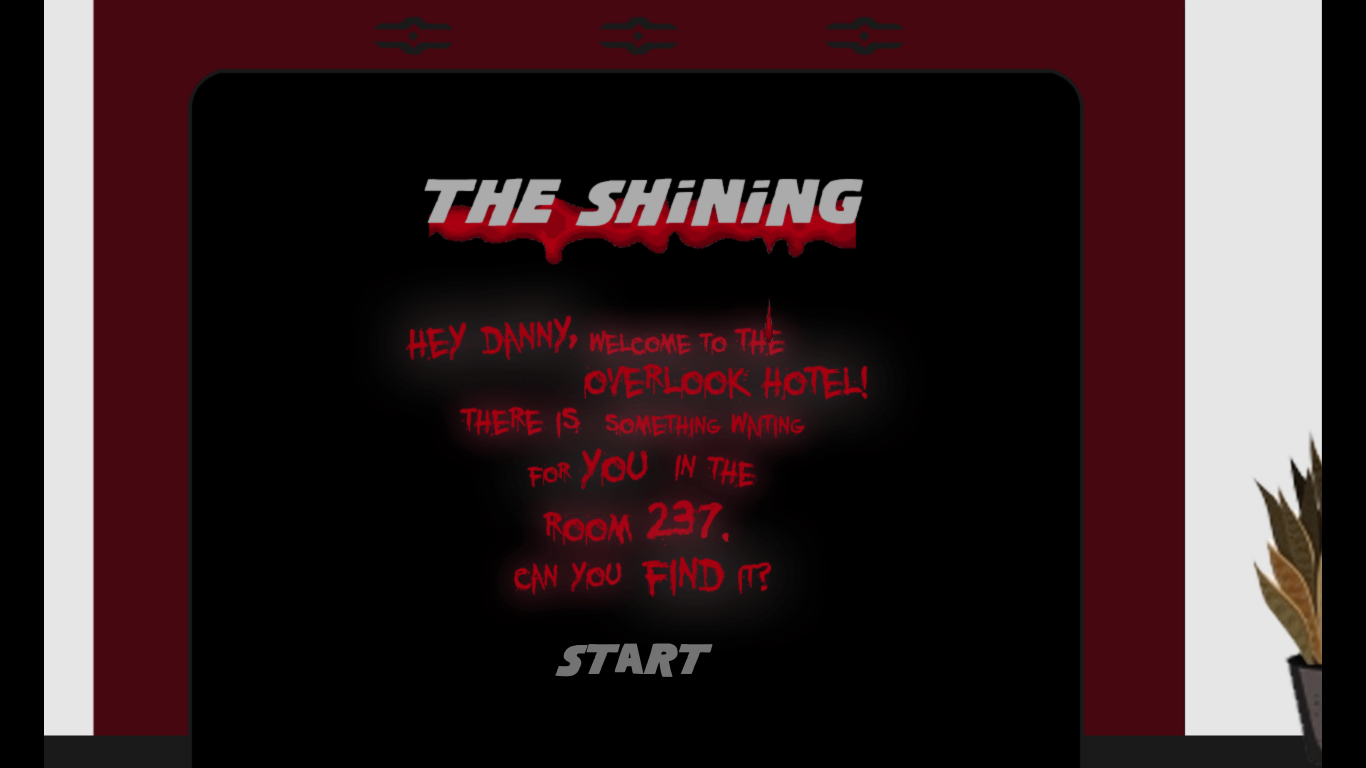 THE SHiNiNG
HEY DANNY, WELCOME TO THE
OVERLOOK HOTEL!
THERE IS SOMETHING WAITING
FOR YOU IN THE
ROOM 237.
CAN YOU FIND IT?
START